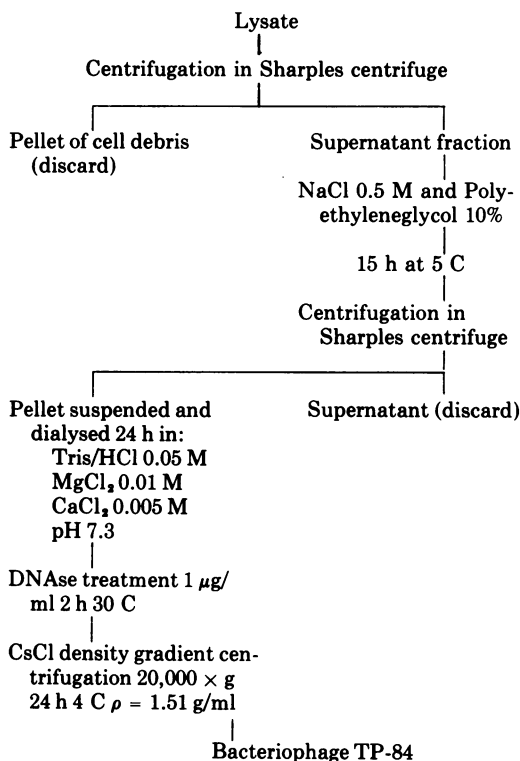 Lysate
Centrifugation in Sharples centrifuge
Pellet of cell debris
(discard)
Supernatant fraction
NaCl 0.5 M and Poly-
ethyleneglycol 10%
15 h at 5 C
Centrifugation in
Sharples centrifuge
Pellet suspended and
dialysed 24 h in:
Tris/HCl 0.05 M
MgCl₂ 0.01 M
CaCl₂ 0.005 M
pH 7.3
Supernatant (discard)
DNAse treatment 1 μg/
ml 2 h 30 C
CsCl density gradient cen-
trifugation 20,000 × g
24 h 4 C ρ = 1.51 g/ml
Bacteriophage TP-84